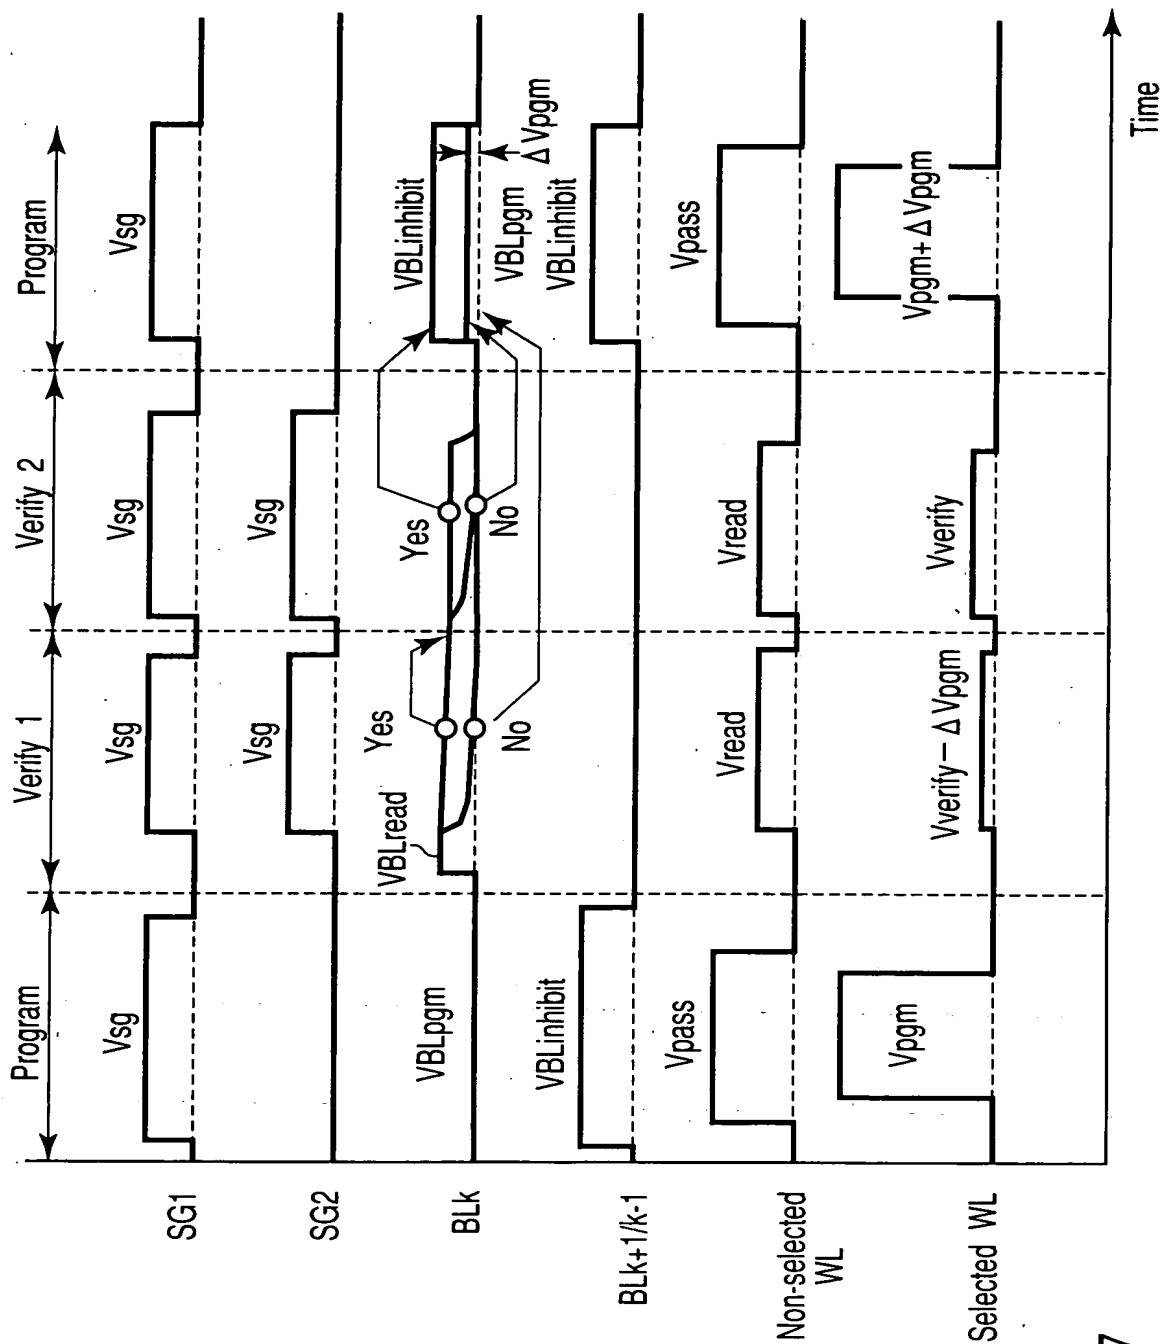 Program
Verify 1
Verify 2
Program
SG1
Vsg
Vsg
Vsg
Vsg
SG2
Vsg
Vsg
BLk
VBLpgm
VBLread
Yes
No
Yes
No
VBLinhibit
VBLpgm
ΔVpgm
BLk+1/k-1
VBLinhibit
VBLinhibit
Non-selected
WL
Vpass
Vread
Vread
Vpass
Selected WL
Vpgm
Vverify-ΔVpgm
Vverify
Vpgm+ΔVpgm
Time
7